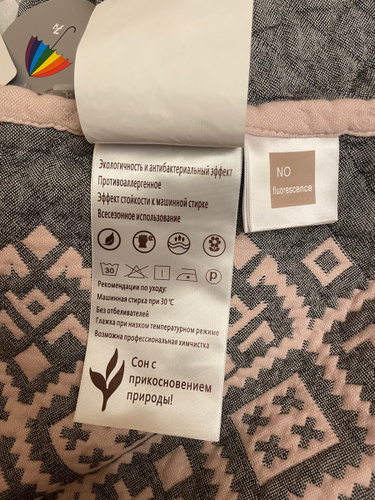 Экологичность и антибактериальный эффект
Противоаллергенное
Эффект стойкости к машинной стирке
Всесезонное использование
30
P
Рекомендации по уходу:
Машинная стирка при 30 °C
Без отбеливателей
Глажка при низком температурном режиме
Возможна профессиональная химчистка
Сон с
прикосновением
природы!
NO
fluorescence